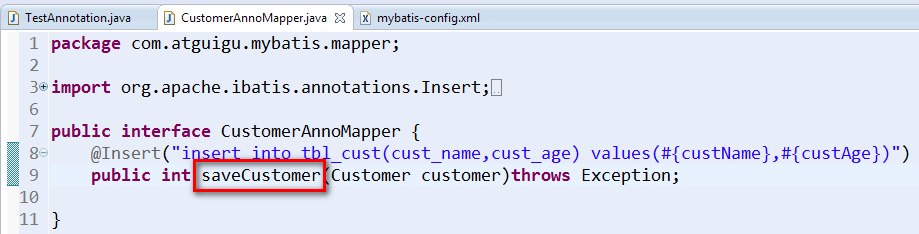 TestAnnotation.java CustomerAnnoMapper.java mybatis-config.xml
1 package com.atguigu.mybatis.mapper;
2
3 import org.apache.ibatis.annotations.Insert;
6
7 public interface CustomerAnnoMapper {
8 @Insert("insert into tbl_cust(cust_name,cust_age) values(#{custName},#{custAge})")
9 public int saveCustomer(Customer customer)throws Exception;
10
11 }